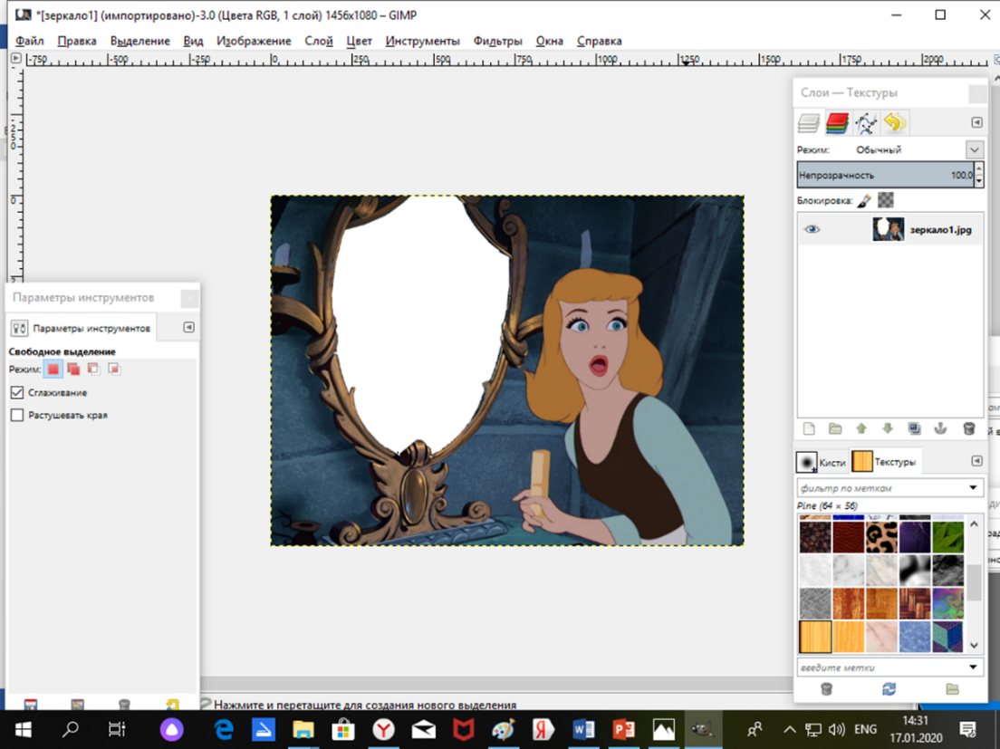 *[зеркало1] (импортировано)-3.0 (Цвета RGB, 1 слой) 1456x1080 – GIMP
Файл Правка Выделение Вид Изображение Слой Цвет Инструменты Фильтры Окна Справка
-750 -500 -250 0 250 500 750 1000 1250 1500 1750 2000
Слои — Текстуры
Режим: Обычный
Непрозрачность 100,0
Блокировка:
зеркало1.jpg
Параметры инструментов
Параметры инструментов
Свободное выделение
Режим:
Сглаживание
Растушевать края
Кисти Текстуры
фильтр по меткам
Pine (64 × 56)
введите метки
Нажмите и перетащите для создания нового выделения
ENG
14:31
17.01.2020